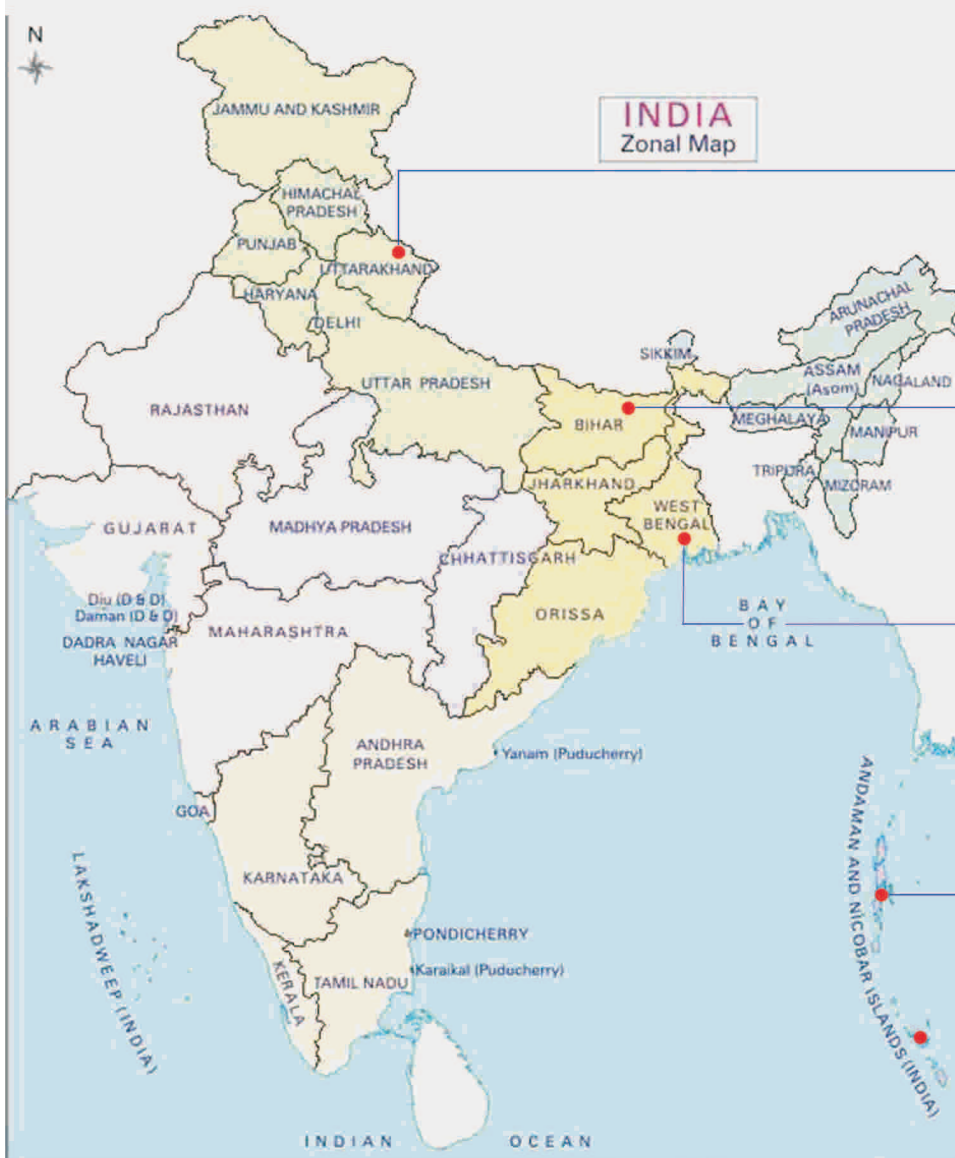 N
INDIA
Zonal Map
JAMMU AND KASHMIR
HIMACHAL
PRADESH
PUNJAB
UTTARAKHAND
HARYANA
DELHI
ARUNACHAL
PRADESH
SIKKIM
ASSAM
(Asom)
NAGALAND
UTTAR PRADESH
RAJASTHAN
BIHAR
MEGHALAYA
MANIPUR
TRIPURA
MIZORAM
JHARKHAND
WEST
BENGAL
GUJARAT
MADHYA PRADESH
CHHATTISGARH
Diu (D & D)
Daman (D & D)
DADRA NAGAR
HAVELI
MAHARASHTRA
ORISSA
BAY
OF
BENGAL
ARABIAN
SEA
ANDHRA
PRADESH
Yanam (Puducherry)
GOA
KARNATAKA
LAKSHADWEEP (INDIA)
ANDAMAN AND NICOBAR ISLANDS (INDIA)
PONDICHERRY
Karaikal (Puducherry)
KERALA
TAMIL NADU
INDIAN OCEAN